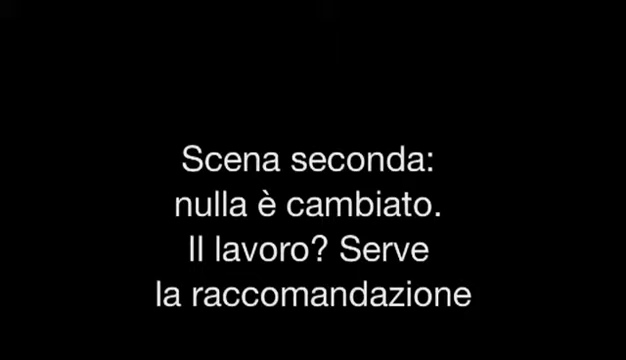 Scena seconda:
nulla è cambiato.
Il lavoro? Serve
la raccomandazione